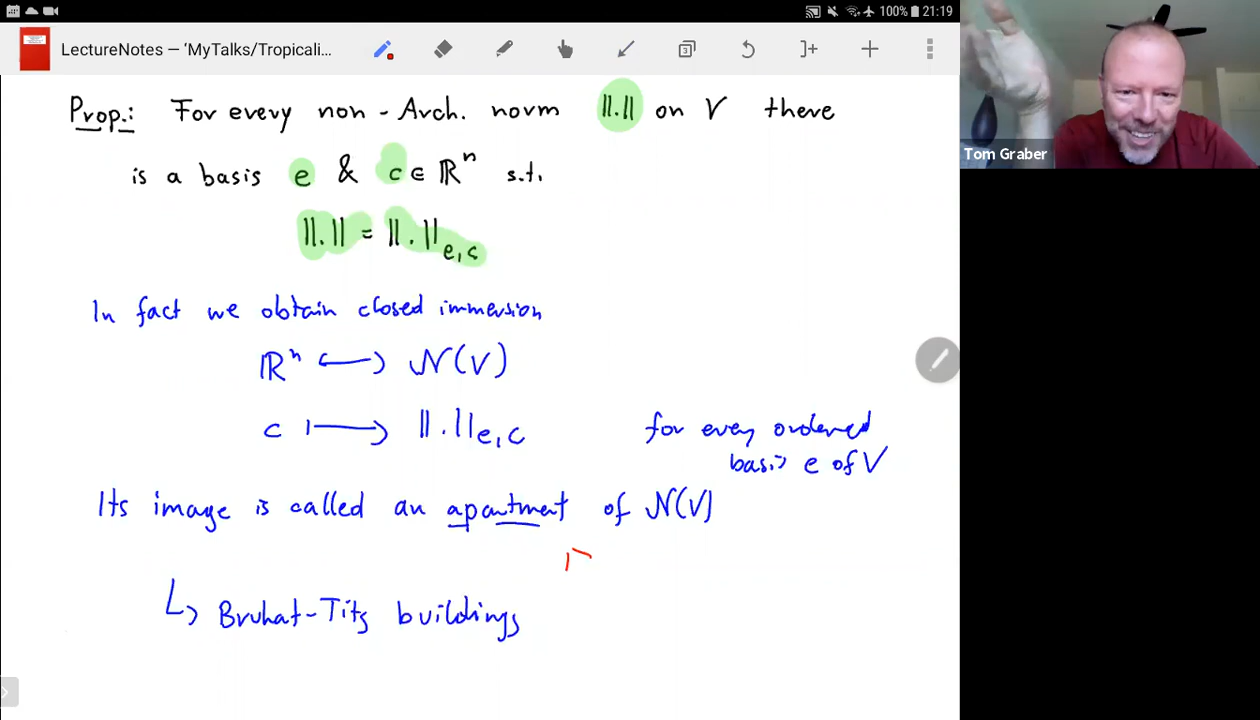 100% 21:19
LectureNotes — ‘MyTalks/Tropicali...
3
Prop.: For every non-Arch. norm ||.|| on V there
is a basis e & c ∈ ℝⁿ s.t.
||.|| = ||.||e,c
In fact we obtain closed immersion
ℝⁿ ↪ N(V)
c ↦ ||.||e,c
for every ordered
basis e of V
Its image is called an apartment of N(V)
↳ Bruhat-Tits buildings
Tom Graber